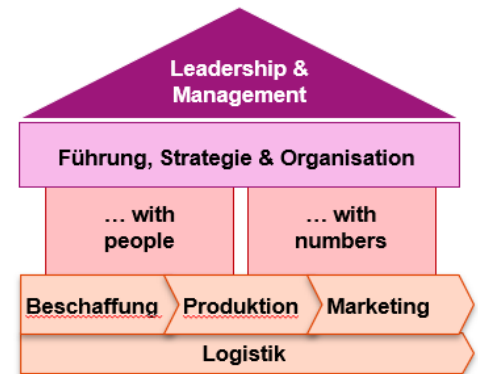 Leadership &
Management
Führung, Strategie & Organisation
... with
people
... with
numbers
Beschaffung
Produktion
Marketing
Logistik